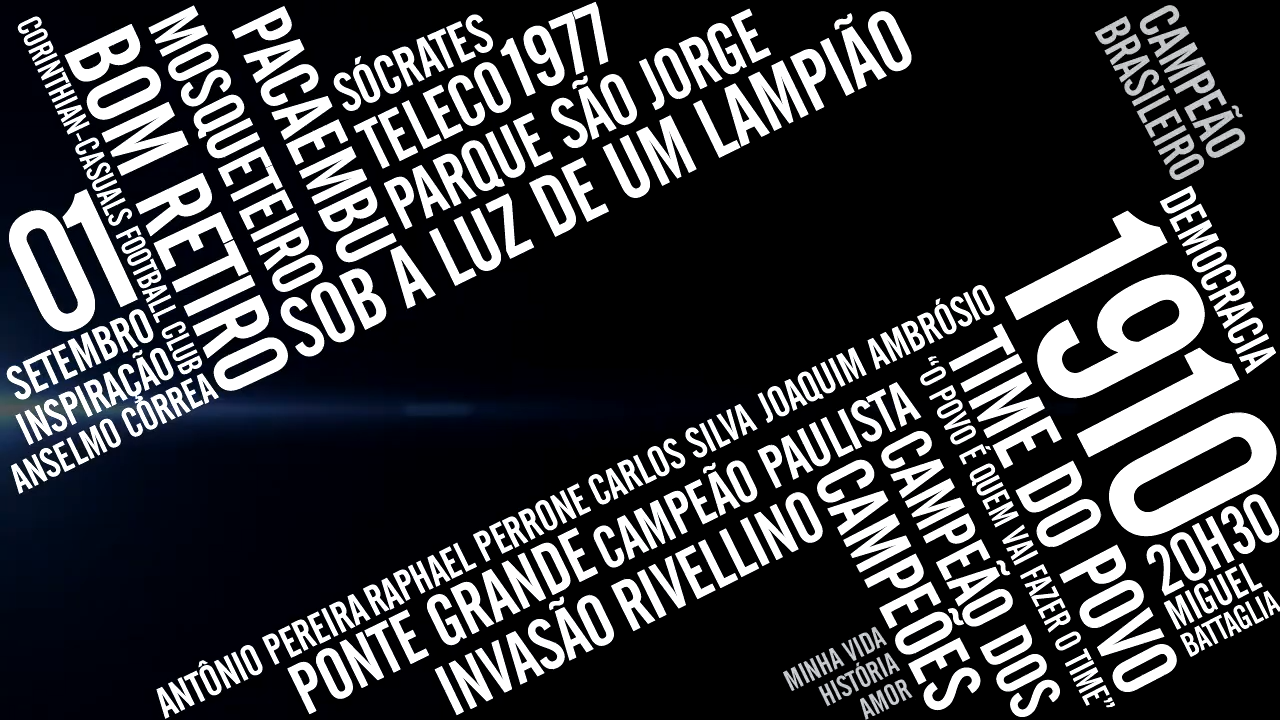 CORINTHIAN-CASUALS FOOTBALL CLUB
BOM RETIRO
MOSQUETEIRO
PACAEMBU
SÓCRATES
TELECO 1977
PARQUE SÃO JORGE
SOB A LUZ DE UM LAMPIÃO
01
SETEMBRO
INSPIRAÇÃO
ANSELMO CÔRREA
CAMPEÃO
BRASILEIRO
DEMOCRACIA
1910
TIME DO POVO
“O POVO É QUEM VAI FAZER O TIME”
20H30
MIGUEL
BATTAGLIA
ANTÔNIO PEREIRA RAPHAEL PERRONE CARLOS SILVA JOAQUIM AMBRÓSIO
PONTE GRANDE CAMPEÃO PAULISTA
INVASÃO RIVELLINO
CAMPEÃO DOS
CAMPEÕES
MINHA VIDA
HISTÓRIA
AMOR